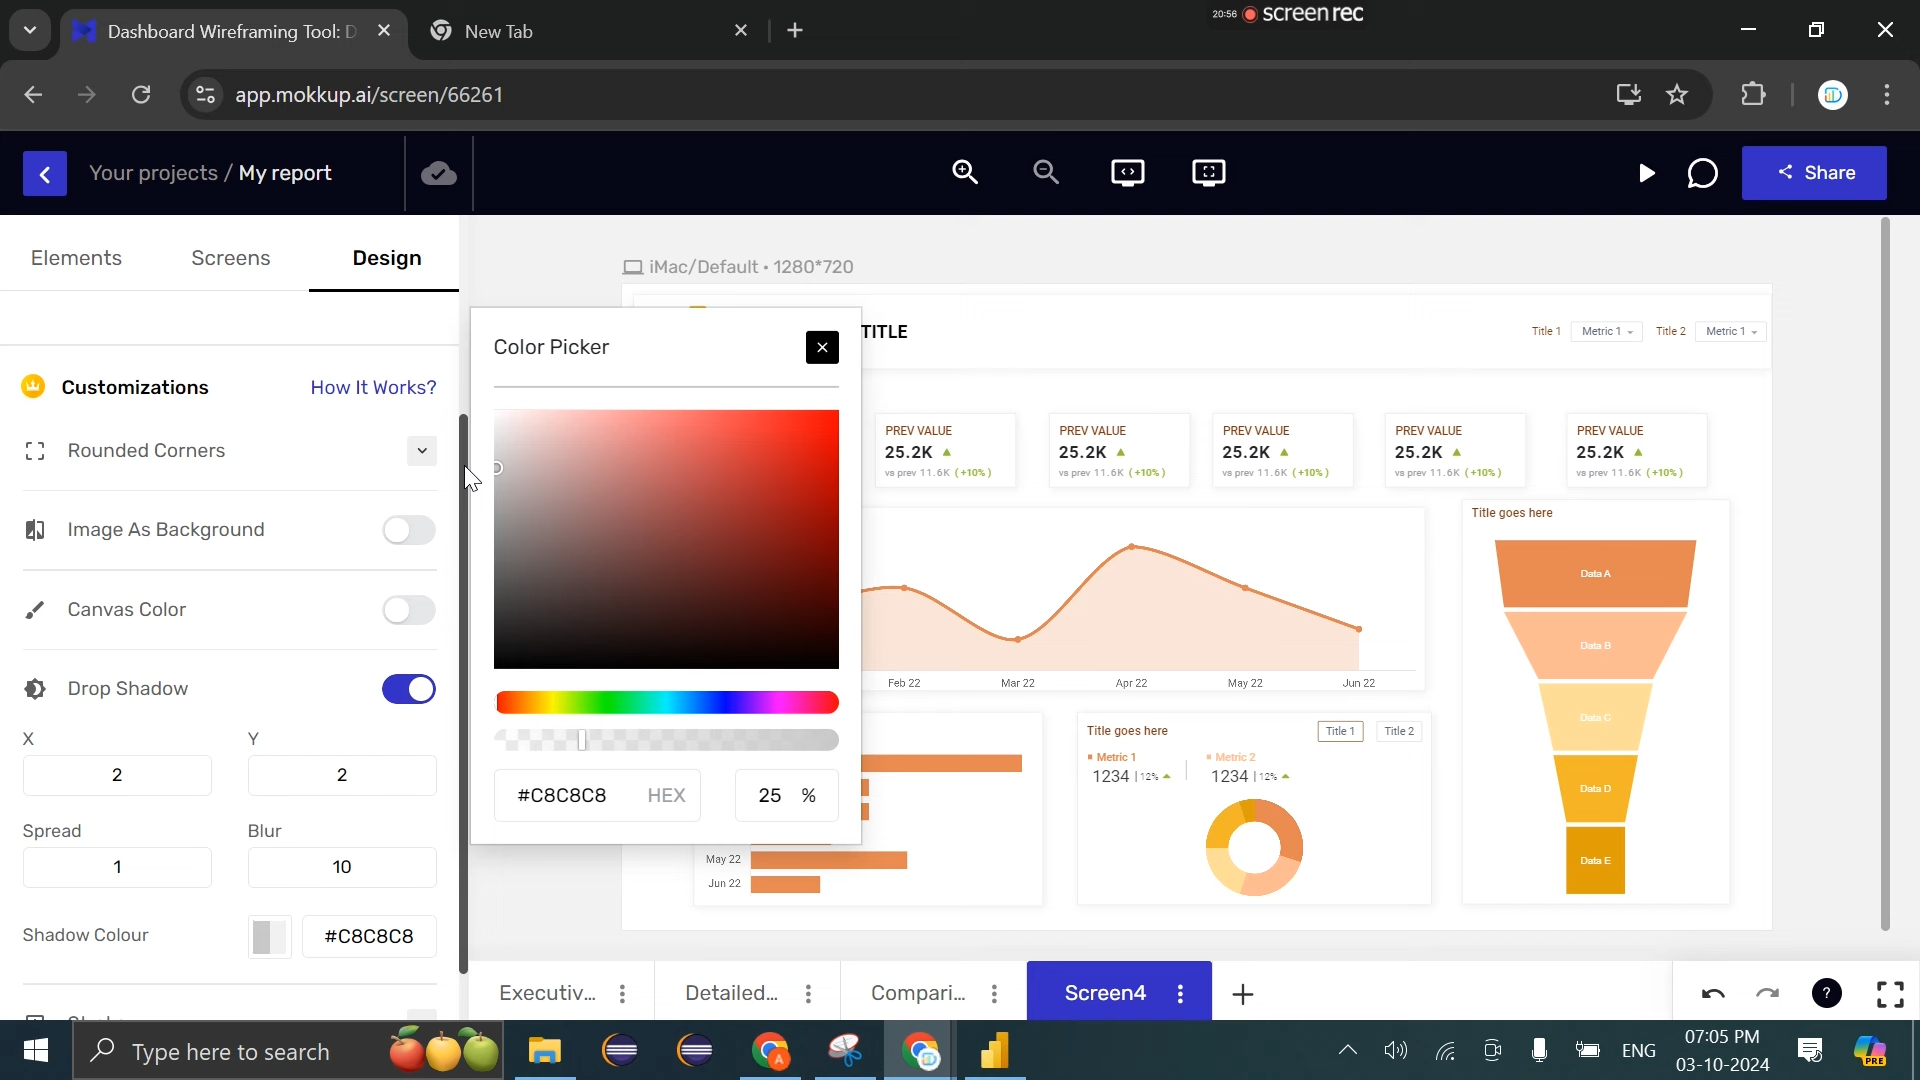 Dashboard Wireframing Tool: D
New Tab
20:56 screenrec
app.mokkup.ai/screen/66261
Your projects / My report
Share
Elements
Screens
Design
iMac/Default • 1280*720
Customizations
How It Works?
Rounded Corners
Image As Background
Canvas Color
Drop Shadow
X
Y
2
2
Spread
Blur
1
10
Shadow Colour
#C8C8C8
Color Picker
#C8C8C8 HEX
25 %
TITLE
Title 1 Metric 1
Title 2 Metric 1
PREV VALUE
25.2K
vs prev 11.6K (+10%)
PREV VALUE
25.2K
vs prev 11.6K (+10%)
PREV VALUE
25.2K
vs prev 11.6K (+10%)
PREV VALUE
25.2K
vs prev 11.6K (+10%)
PREV VALUE
25.2K
vs prev 11.6K (+10%)
Feb 22
Mar 22
Apr 22
May 22
Jun 22
Title goes here
Data A
Data B
Data C
Data D
Data E
May 22
Jun 22
Title goes here
Title 1
Title 2
Metric 1
1234 | 12%
Metric 2
1234 | 12%
Executiv...
Detailed...
Compari...
Screen4
?
Type here to search
ENG
07:05 PM
03-10-2024
PRE